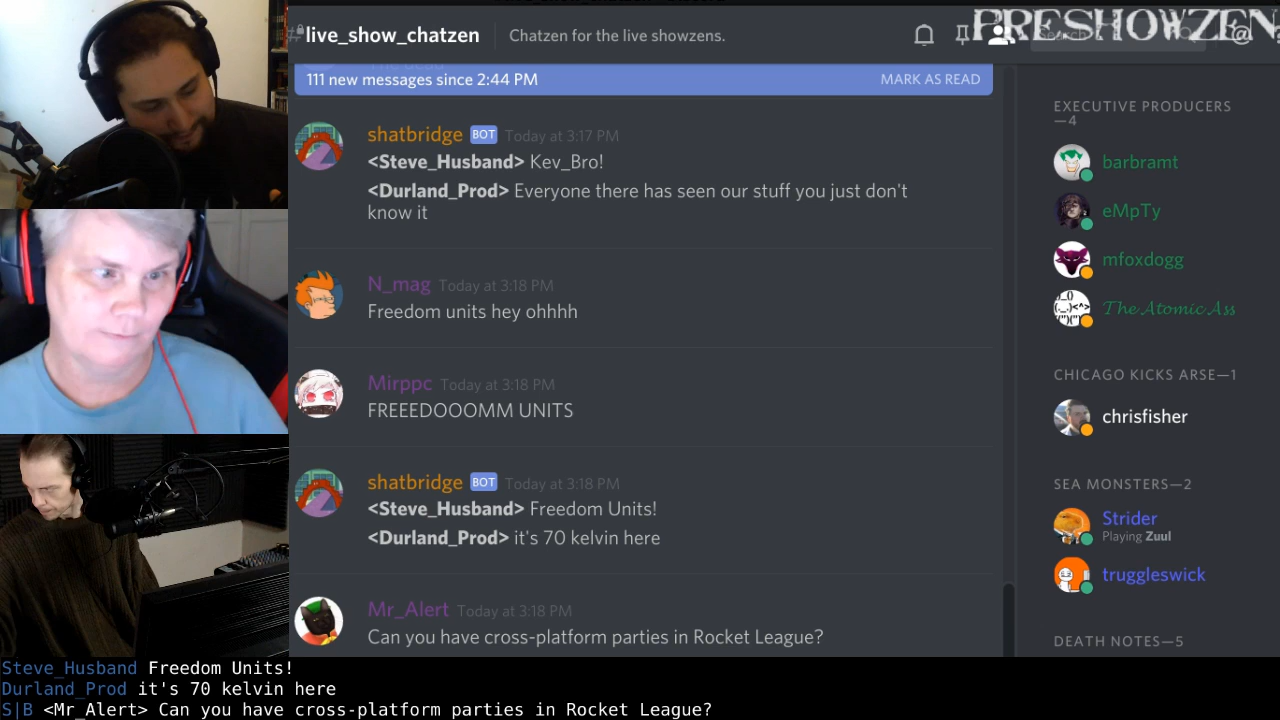 PRESHOWZEN
# live_show_chatzen
Chatzen for the live showzens.
Search
111 new messages since 2:44 PM
MARK AS READ
shatbridge BOT Today at 3:17 PM
<Steve_Husband> Kev_Bro!
<Durland_Prod> Everyone there has seen our stuff you just don't
know it
N_mag Today at 3:18 PM
Freedom units hey ohhhh
Mirppc Today at 3:18 PM
FREEEDOOOMM UNITS
shatbridge BOT Today at 3:18 PM
<Steve_Husband> Freedom Units!
<Durland_Prod> it's 70 kelvin here
Mr_Alert Today at 3:18 PM
Can you have cross-platform parties in Rocket League?
EXECUTIVE PRODUCERS
—4
barbramt
eMpTy
mfoxdogg
𝓣𝓱𝓮 𝓐𝓽𝓸𝓶𝓲𝓬 𝓐𝓼𝓼
CHICAGO KICKS ARSE—1
chrisfisher
SEA MONSTERS—2
Strider
Playing Zuul
truggleswick
DEATH NOTES—5
Steve_Husband Freedom Units!
Durland_Prod it's 70 kelvin here
S|B <Mr_Alert> Can you have cross-platform parties in Rocket League?